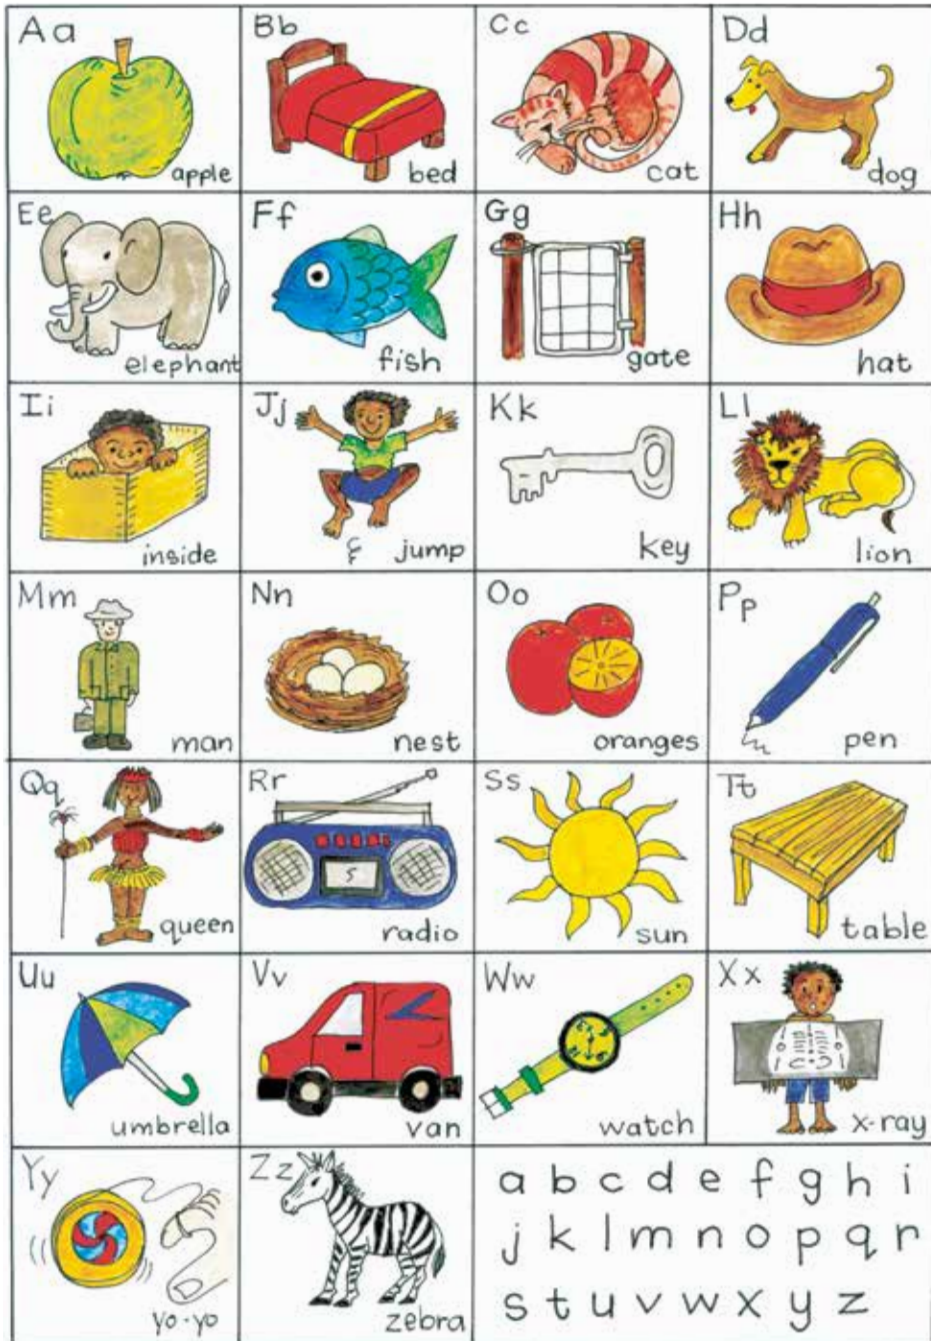 Aa
apple
Bb
bed
Cc
cat
Dd
dog
Ee
elephant
Ff
fish
Gg
gate
Hh
hat
Ii
inside
Jj
jump
Kk
key
Ll
lion
Mm
man
Nn
nest
Oo
oranges
Pp
pen
Qq
queen
Rr
radio
Ss
sun
Tt
table
Uu
umbrella
Vv
van
Ww
watch
Xx
x-ray
Yy
yo-yo
Zz
zebra
a b c d e f g h i
j k l m n o p q r
s t u v w x y z